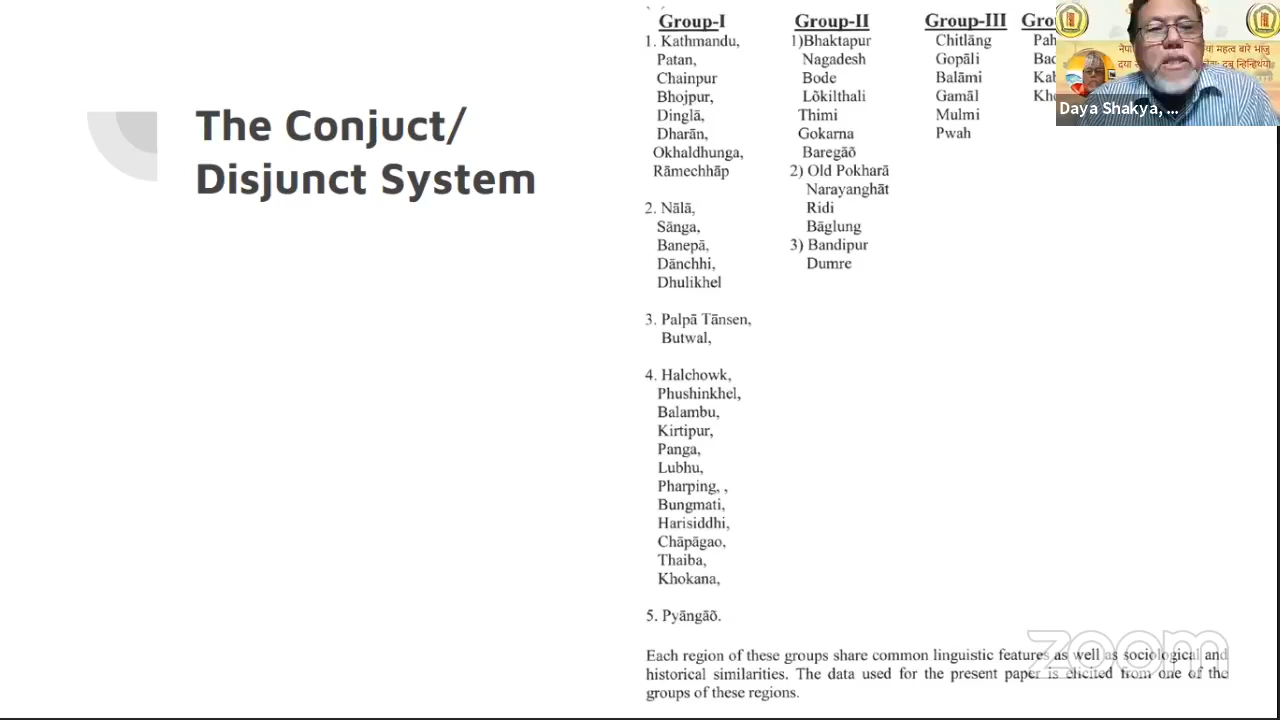 The Conjuct/
Disjunct System
Group-I
1. Kathmandu,
Patan,
Chainpur
Bhojpur,
Dinglā,
Dharān,
Okhaldhunga,
Rāmechhāp
2. Nālā,
Sānga,
Banepā,
Dānchhi,
Dhulikhel
3. Palpā Tānsen,
Butwal,
4. Halchowk,
Phushinkhel,
Balambu,
Kirtipur,
Panga,
Lubhu,
Pharping, ,
Bungmati,
Harisiddhi,
Chāpāgao,
Thaiba,
Khokana,
5. Pyāngāõ.
Group-II
1)Bhaktapur
Nagadesh
Bode
Lõkilthali
Thimi
Gokarna
Baregāõ
2) Old Pokharā
Narayanghāt
Ridi
Bāglung
3) Bandipur
Dumre
Group-III
Chitlāng
Gopāli
Balāmi
Gamāl
Mulmi
Pwah
Each region of these groups share common linguistic features as well as sociological and
historical similarities. The data used for the present paper is elicited from one of the
groups of these regions.
Daya Shakya, ...
zoom